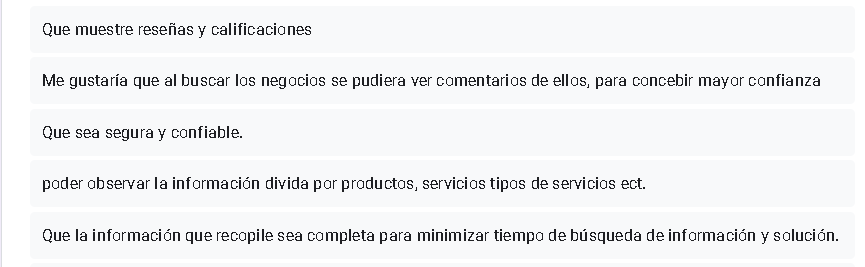 Que muestre reseñas y calificaciones
Me gustaría que al buscar los negocios se pudiera ver comentarios de ellos, para concebir mayor confianza
Que sea segura y confiable.
poder observar la información divida por productos, servicios tipos de servicios ect.
Que la información que recopile sea completa para minimizar tiempo de búsqueda de información y solución.